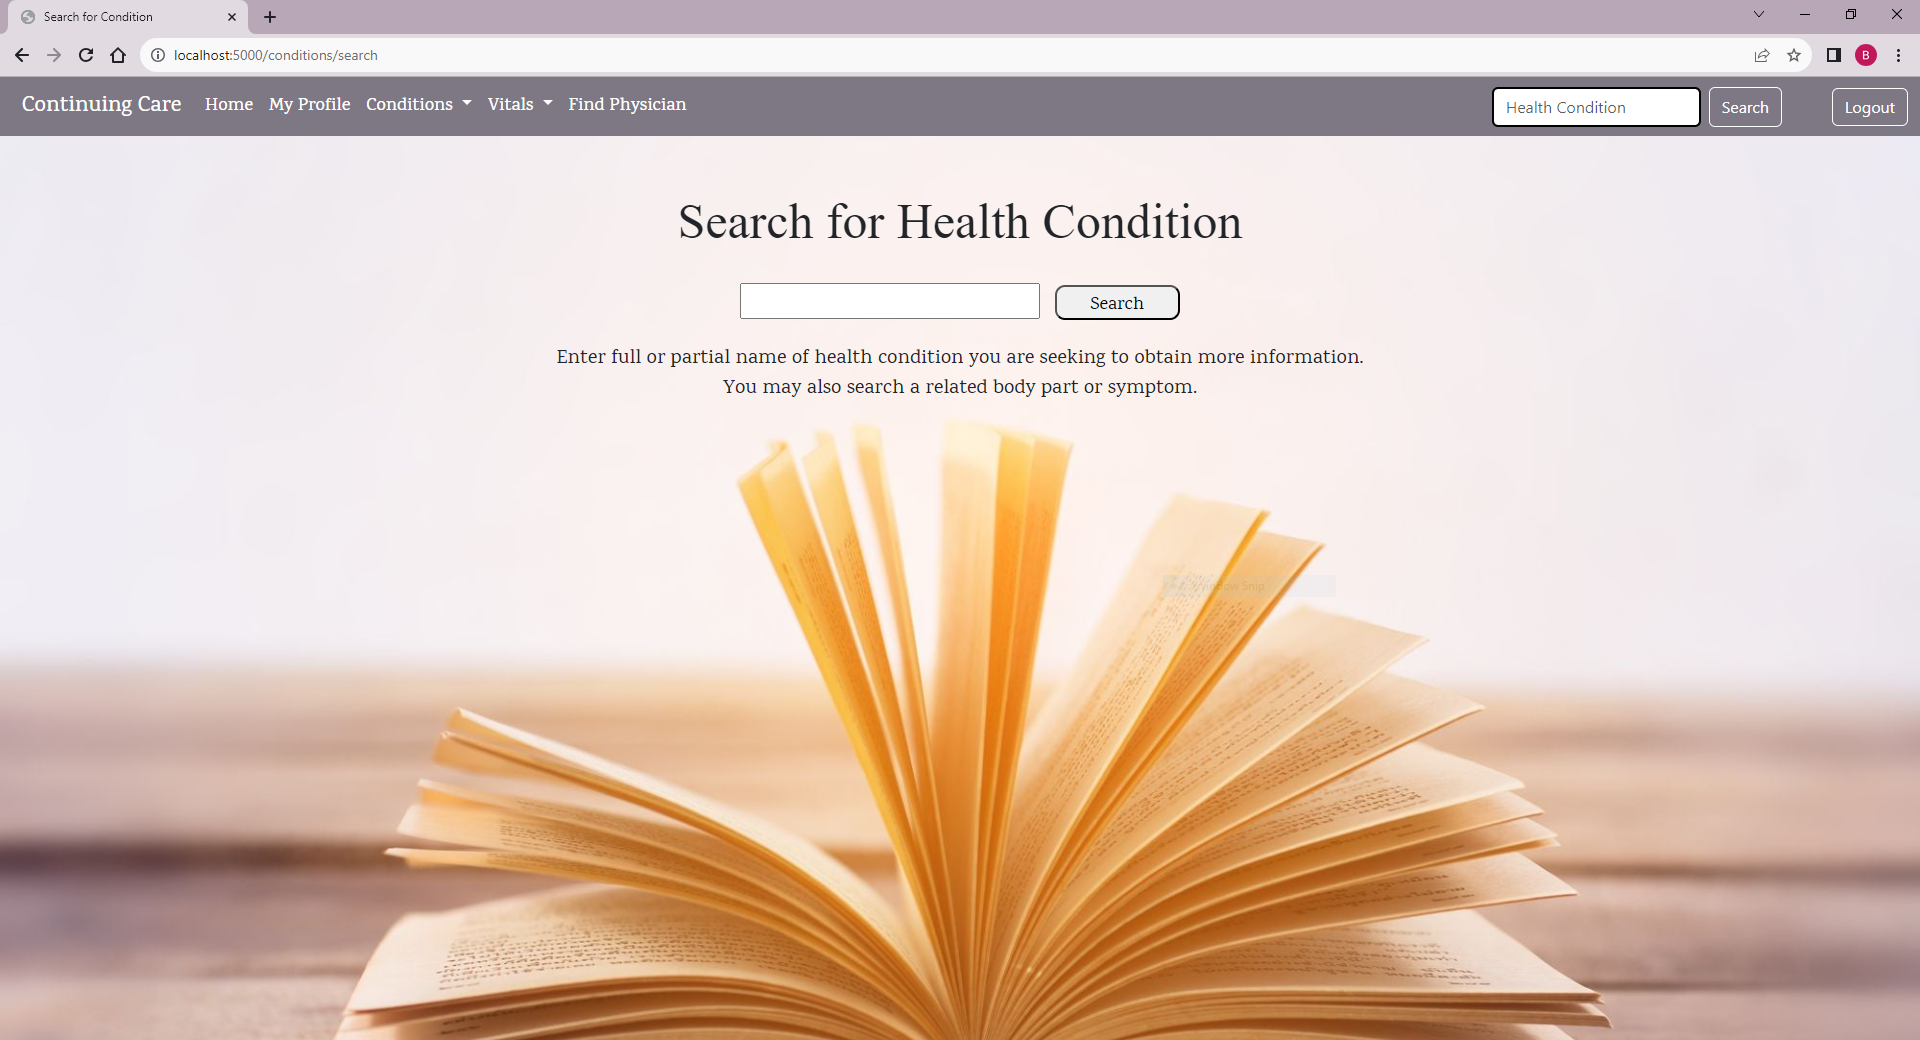 Search for Condition
localhost:5000/conditions/search
B
Continuing Care Home My Profile Conditions Vitals Find Physician Health Condition Search Logout
Search for Health Condition
Search
Enter full or partial name of health condition you are seeking to obtain more information.
You may also search a related body part or symptom.
Window Snip